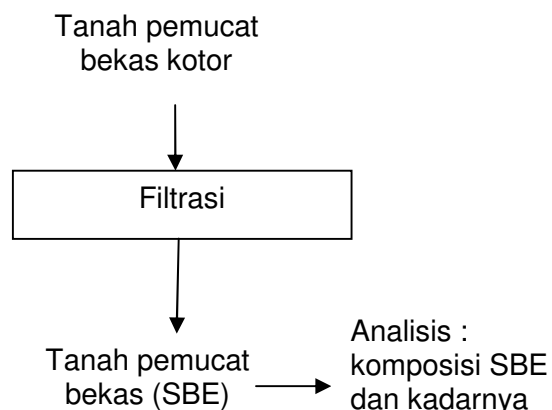 Tanah pemucat
bekas kotor
Filtrasi
Tanah pemucat
bekas (SBE)
Analisis :
komposisi SBE
dan kadarnya